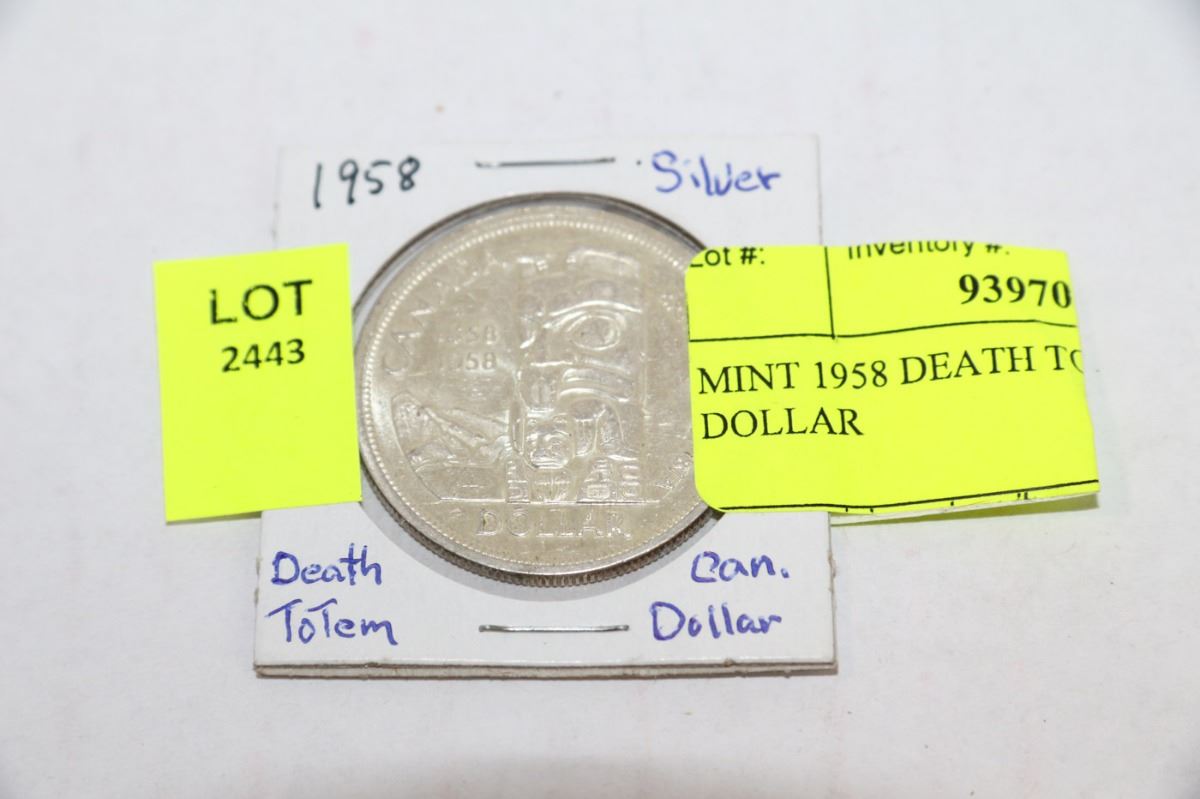 1958
Silver
LOT
2443
Lot #:
Inventory #:
93970
MINT 1958 DEATH
DOLLAR
CANADA
1858
1958
DOLLAR
Death
ToTem
Can.
Dollar